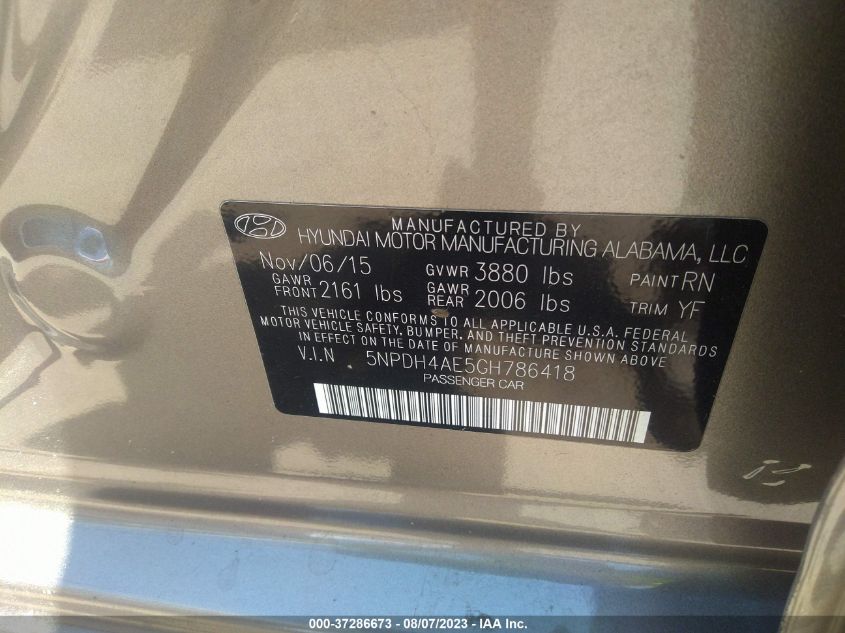 MANUFACTURED BY
HYUNDAI MOTOR MANUFACTURING ALABAMA, LLC
Nov/06/15 GVWR 3880 lbs PAINT RN
GAWR FRONT 2161 lbs GAWR REAR 2006 lbs TRIM YF
THIS VEHICLE CONFORMS TO ALL APPLICABLE U.S.A. FEDERAL
MOTOR VEHICLE SAFETY, BUMPER, AND THEFT PREVENTION STANDARDS
IN EFFECT ON THE DATE OF MANUFACTURE SHOWN ABOVE
V.I.N 5NPDH4AE5GH786418
PASSENGER CAR
000-37286673 - 08/07/2023 - IAA Inc.